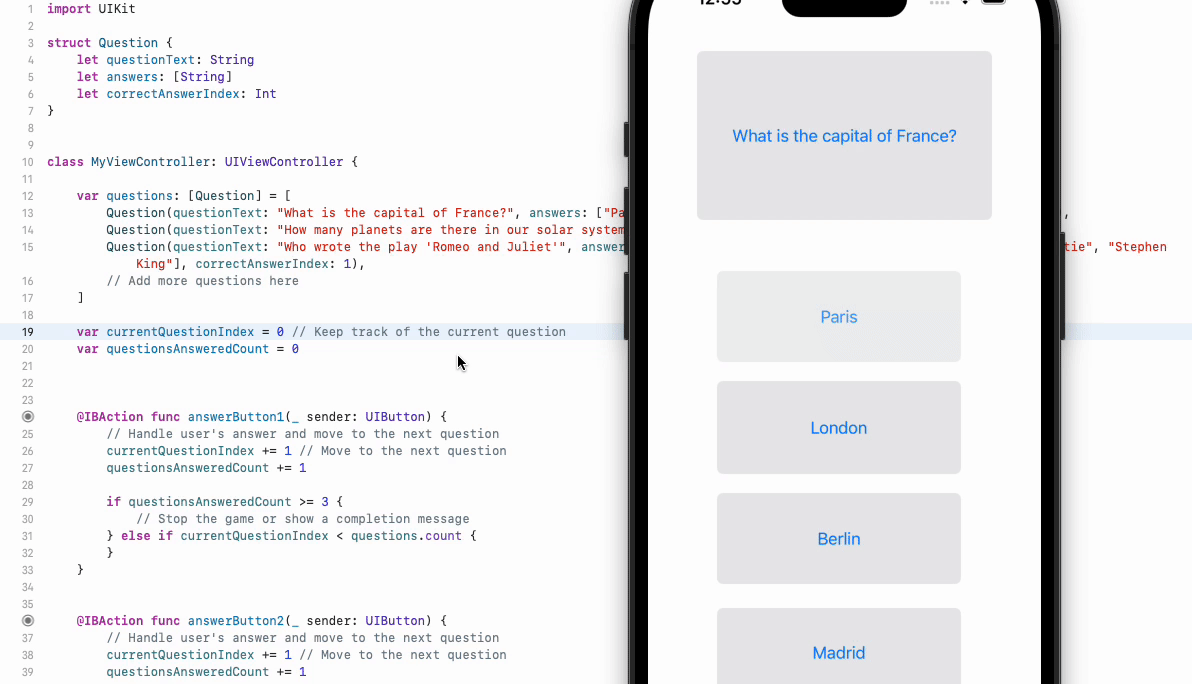 1 import UIKit
2
3 struct Question {
4 let questionText: String
5 let answers: [String]
6 let correctAnswerIndex: Int
7 }
8
9
10 class MyViewController: UIViewController {
11
12 var questions: [Question] = [
13 Question(questionText: "What is the capital of France?", answers: ["Pa ,
14 Question(questionText: "How many planets are there in our solar system
15 Question(questionText: "Who wrote the play 'Romeo and Juliet'", answer tie", "Stephen
King"], correctAnswerIndex: 1),
16 // Add more questions here
17 ]
18
19 var currentQuestionIndex = 0 // Keep track of the current question
20 var questionsAnsweredCount = 0
21
22
23
@IBAction func answerButton1(_ sender: UIButton) {
25 // Handle user's answer and move to the next question
26 currentQuestionIndex += 1 // Move to the next question
27 questionsAnsweredCount += 1
28
29 if questionsAnsweredCount >= 3 {
30 // Stop the game or show a completion message
31 } else if currentQuestionIndex < questions.count {
32 }
33 }
34
35
@IBAction func answerButton2(_ sender: UIButton) {
37 // Handle user's answer and move to the next question
38 currentQuestionIndex += 1 // Move to the next question
39 questionsAnsweredCount += 1
What is the capital of France?
Paris
London
Berlin
Madrid